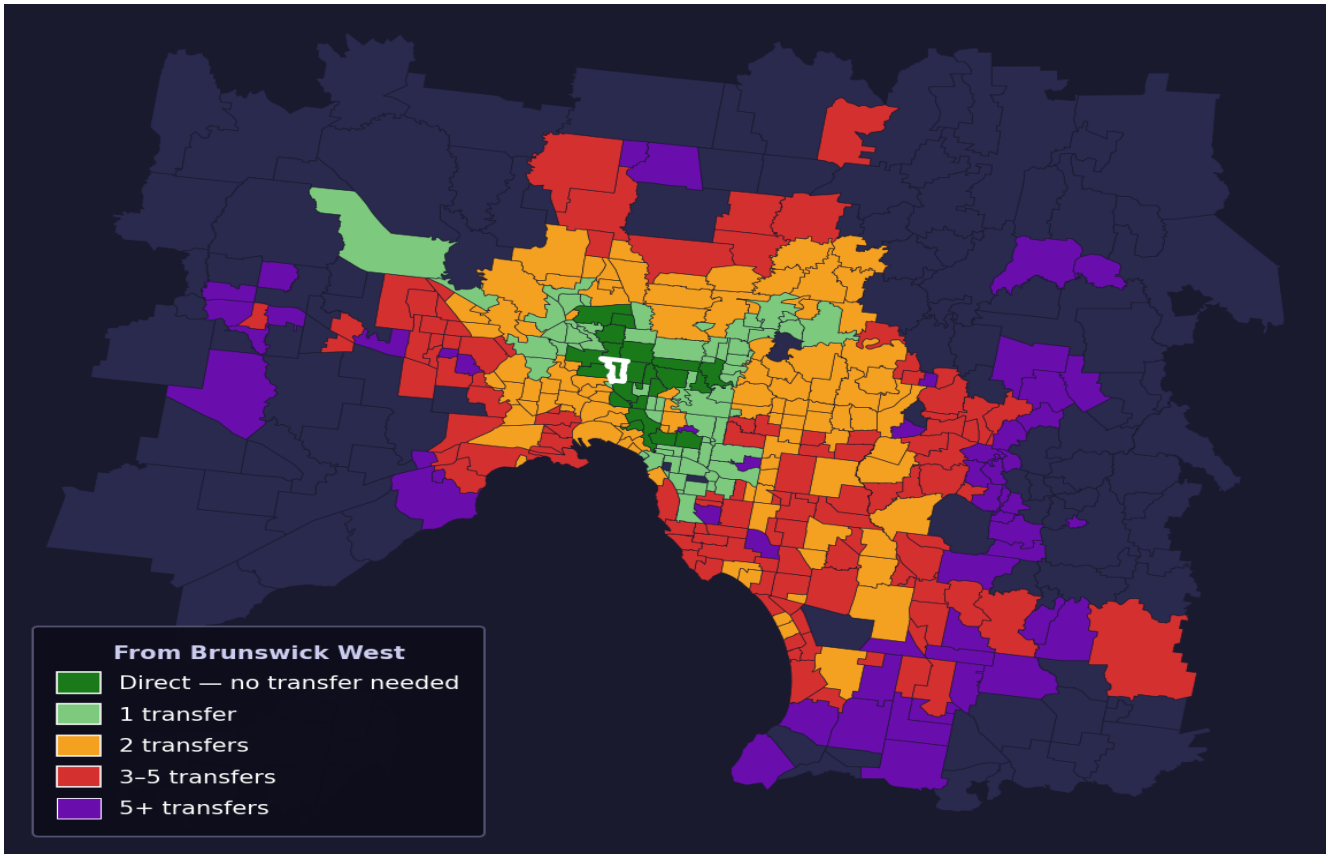 From Brunswick West
Direct — no transfer needed
1 transfer
2 transfers
3–5 transfers
5+ transfers